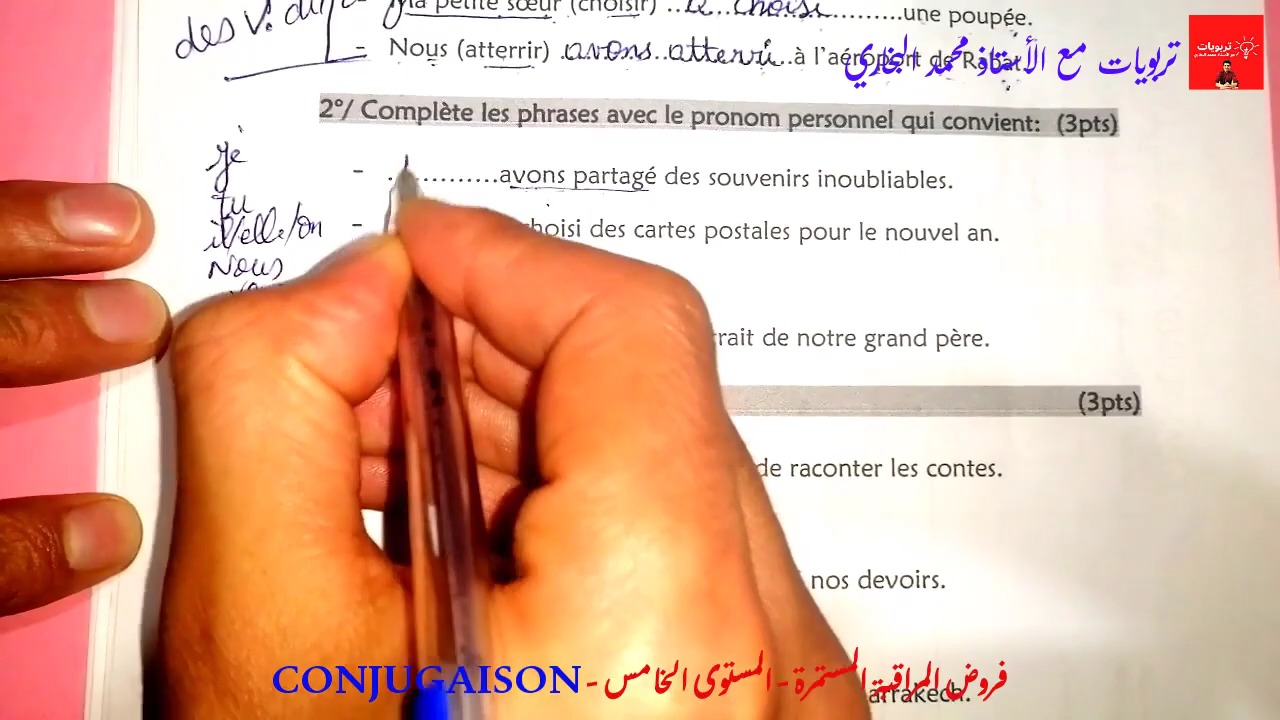 des v. du
la petite sœur (choisir) .. a choisi ............une poupée.
- Nous (atterrir) avons atterri à l'aéroport de Rabat.
تربويات مع الأستاذ محمد البخاري
تربويات
2°/ Complète les phrases avec le pronom personnel qui convient: (3pts)
je
- ............avons partagé des souvenirs inoubliables.
tu
il/elle/on
- choisi des cartes postales pour le nouvel an.
Nous
rait de notre grand père.
(3pts)
de raconter les contes.
nos devoirs.
arrakech.
فروض المراقبة المستمرة - المستوى الخامس - CONJUGAISON